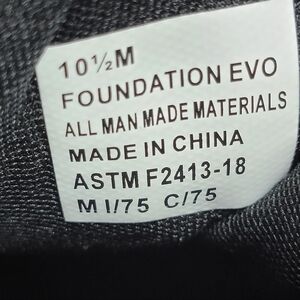 10½M
FOUNDATION EVO
ALL MAN MADE MATERIALS
MADE IN CHINA
ASTM F2413-18
M I/75 C/75